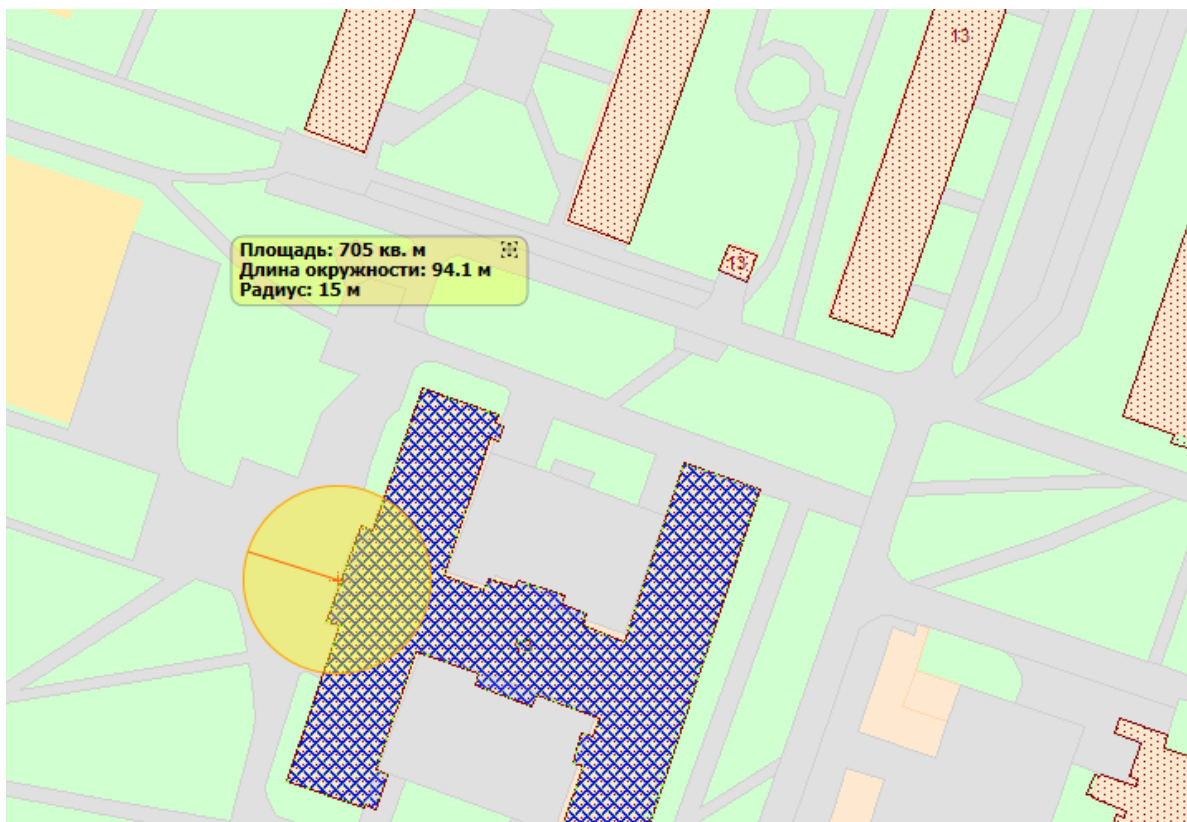 13
Площадь: 705 кв. м
Длина окружности: 94.1 м
Радиус: 15 м
13